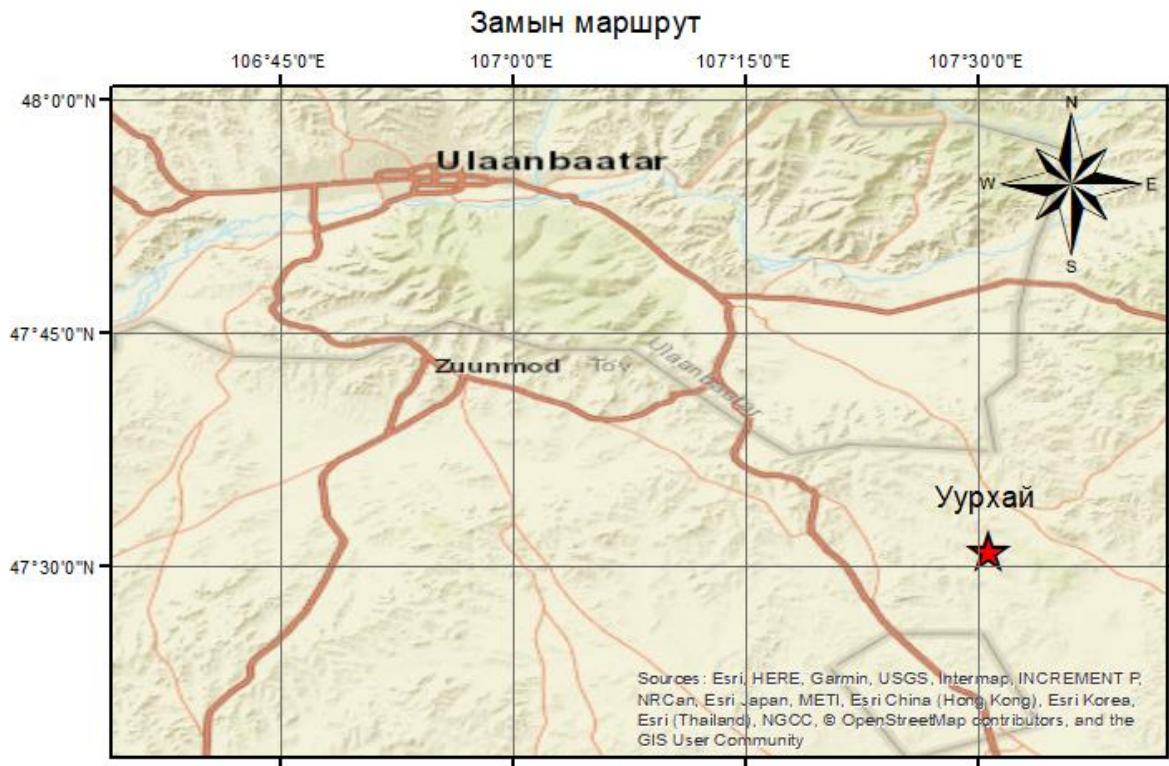 Замын маршрут
106°45'0"E
107°0'0"E
107°15'0"E
107°30'0"E
48°0'0"N
N
Ulaanbaatar
W
E
S
47°45'0"N
Zuunmod
Tov
Ulaanbaatar
Уурхай
47°30'0"N
Sources: Esri, HERE, Garmin, USGS, Intermap, INCREMENT P,
NRCan, Esri Japan, METI, Esri China (Hong Kong), Esri Korea,
Esri (Thailand), NGCC, © OpenStreetMap contributors, and the
GIS User Community